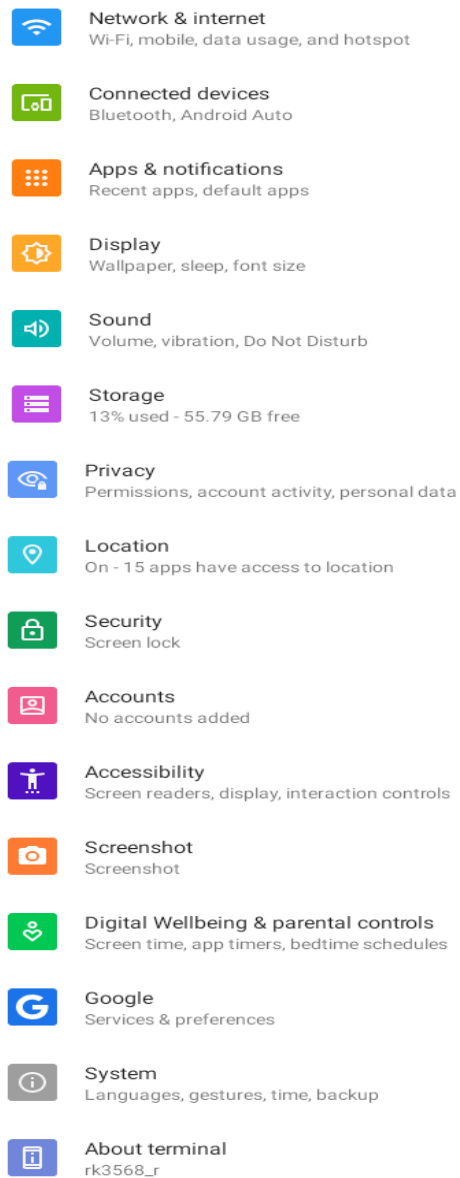 Network & internet
Wi-Fi, mobile, data usage, and hotspot
Connected devices
Bluetooth, Android Auto
Apps & notifications
Recent apps, default apps
Display
Wallpaper, sleep, font size
Sound
Volume, vibration, Do Not Disturb
Storage
13% used - 55.79 GB free
Privacy
Permissions, account activity, personal data
Location
On - 15 apps have access to location
Security
Screen lock
Accounts
No accounts added
Accessibility
Screen readers, display, interaction controls
Screenshot
Screenshot
Digital Wellbeing & parental controls
Screen time, app timers, bedtime schedules
Google
Services & preferences
System
Languages, gestures, time, backup
About terminal
rk3568_r